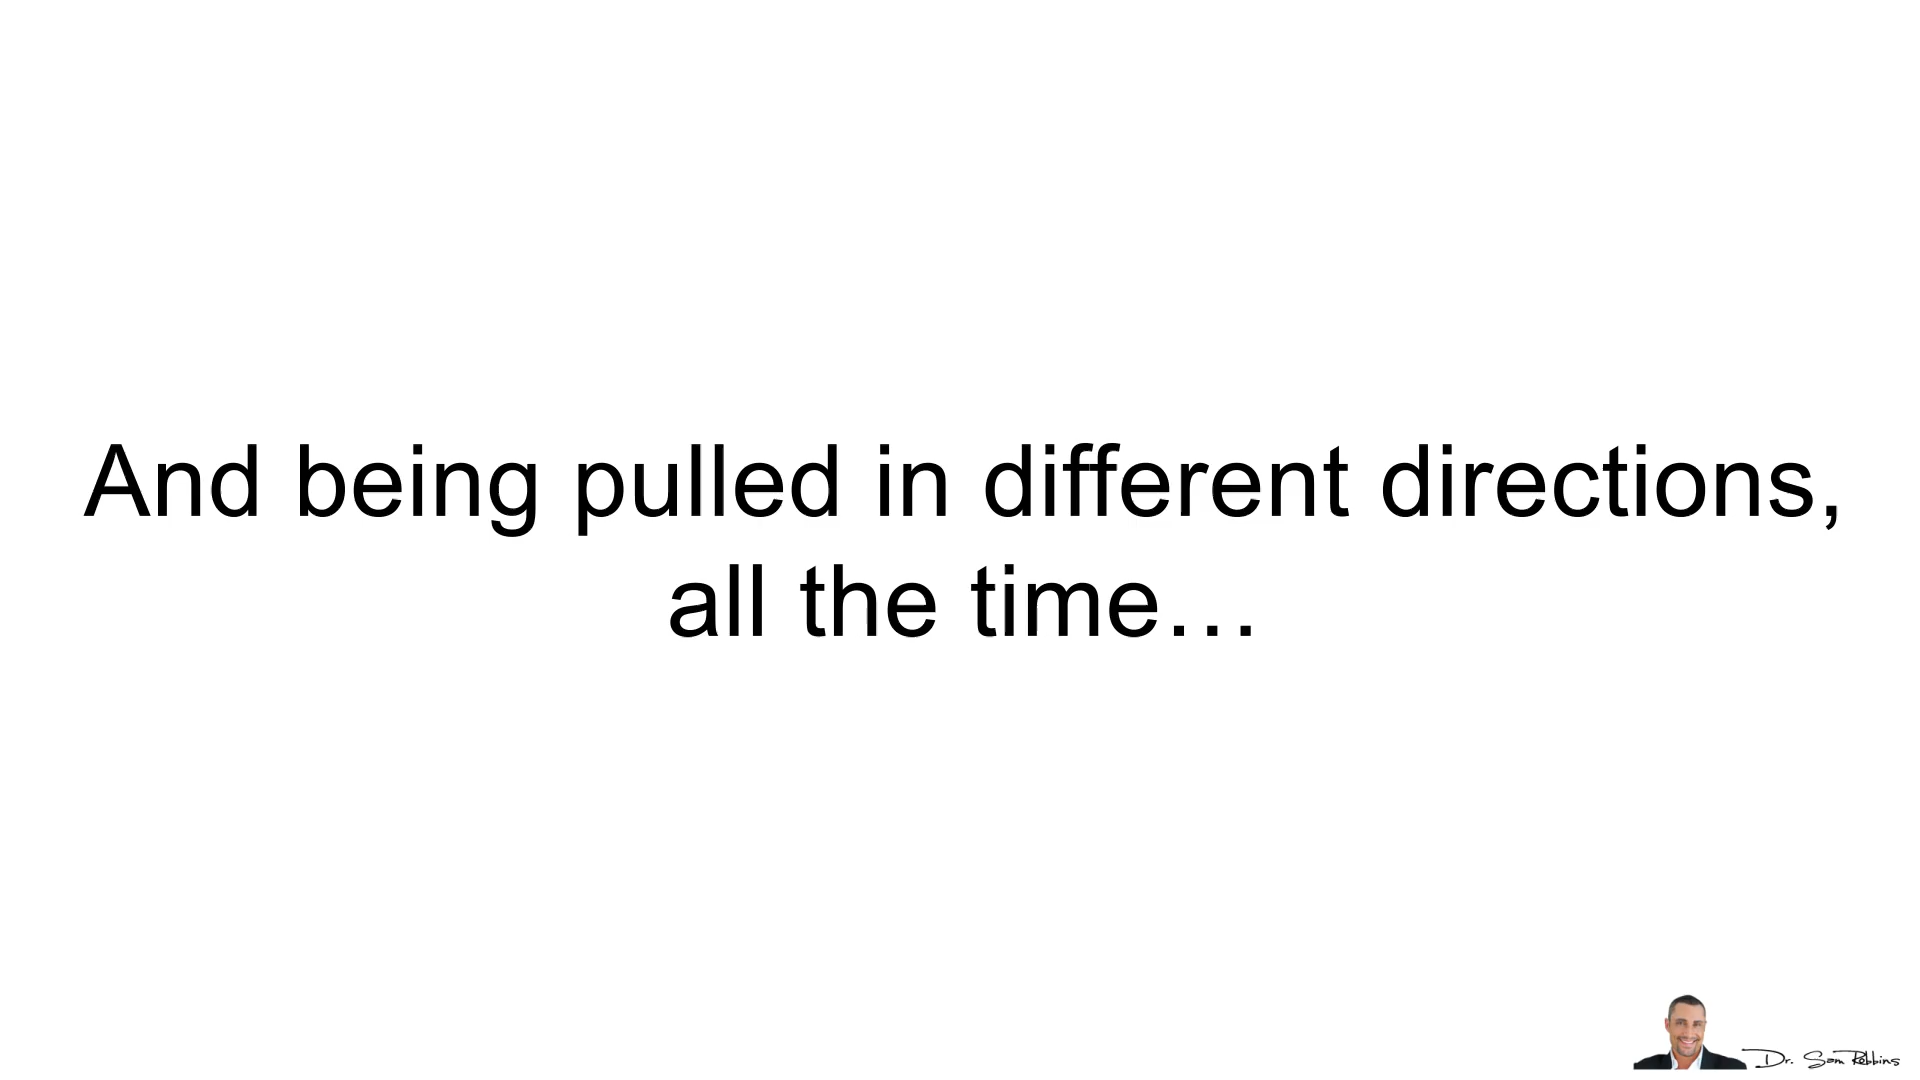 And being pulled in different directions,
all the time…
Dr. Sam Robbins